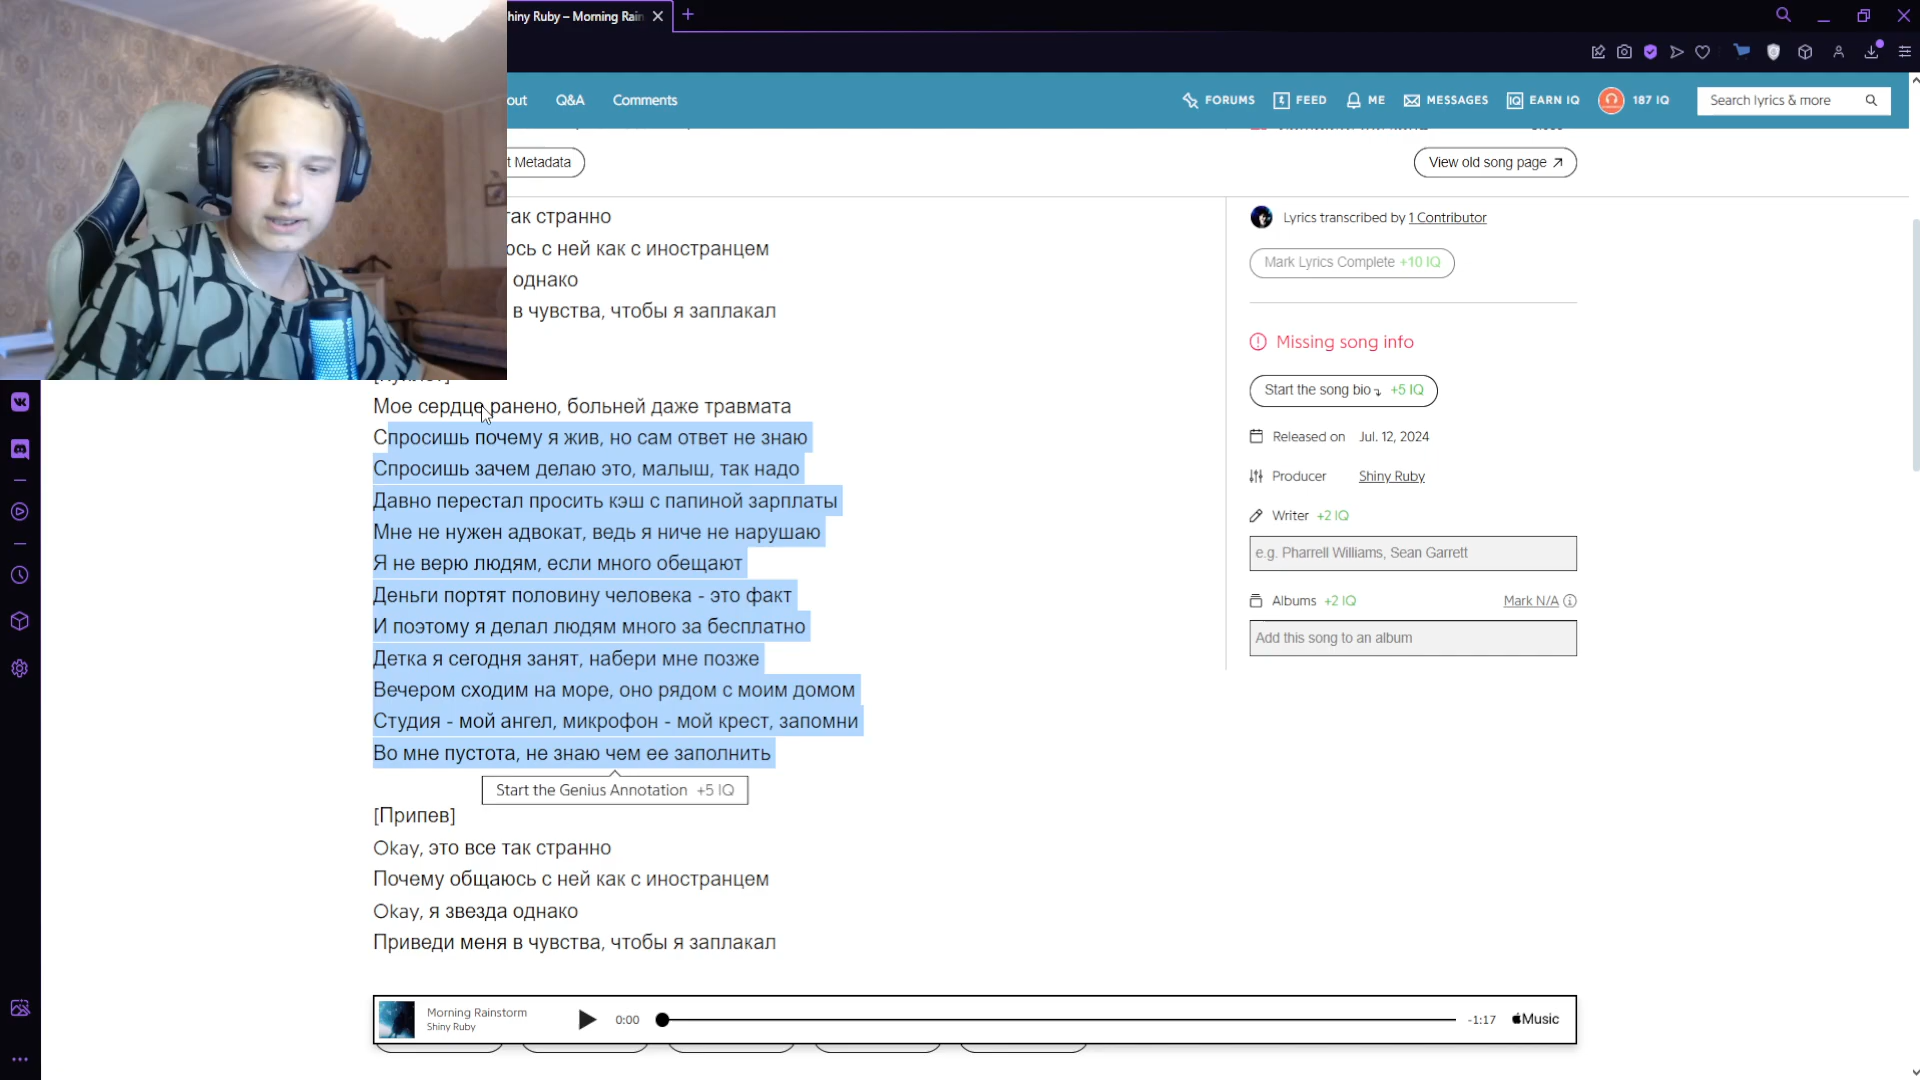 hiny Ruby – Morning Rain
out Q&A Comments
FORUMS FEED ME MESSAGES EARN IQ 187 IQ Search lyrics & more
t Metadata
View old song page
так странно
юсь с ней как с иностранцем
однако
в чувства, чтобы я заплакал
Мое сердце ранено, больней даже травмата
Спросишь почему я жив, но сам ответ не знаю
Спросишь зачем делаю это, малыш, так надо
Давно перестал просить кэш с папиной зарплаты
Мне не нужен адвокат, ведь я ниче не нарушаю
Я не верю людям, если много обещают
Деньги портят половину человека - это факт
И поэтому я делал людям много за бесплатно
Детка я сегодня занят, набери мне позже
Вечером сходим на море, оно рядом с моим домом
Студия - мой ангел, микрофон - мой крест, запомни
Во мне пустота, не знаю чем ее заполнить
Start the Genius Annotation +5 IQ
[Припев]
Okay, это все так странно
Почему общаюсь с ней как с иностранцем
Okay, я звезда однако
Приведи меня в чувства, чтобы я заплакал
Lyrics transcribed by 1 Contributor
Mark Lyrics Complete +10 IQ
Missing song info
Start the song bio +5 IQ
Released on Jul. 12, 2024
Producer Shiny Ruby
Writer +2 IQ
e.g. Pharrell Williams, Sean Garrett
Albums +2 IQ Mark N/A
Add this song to an album
Morning Rainstorm
Shiny Ruby
0:00 -1:17 Music